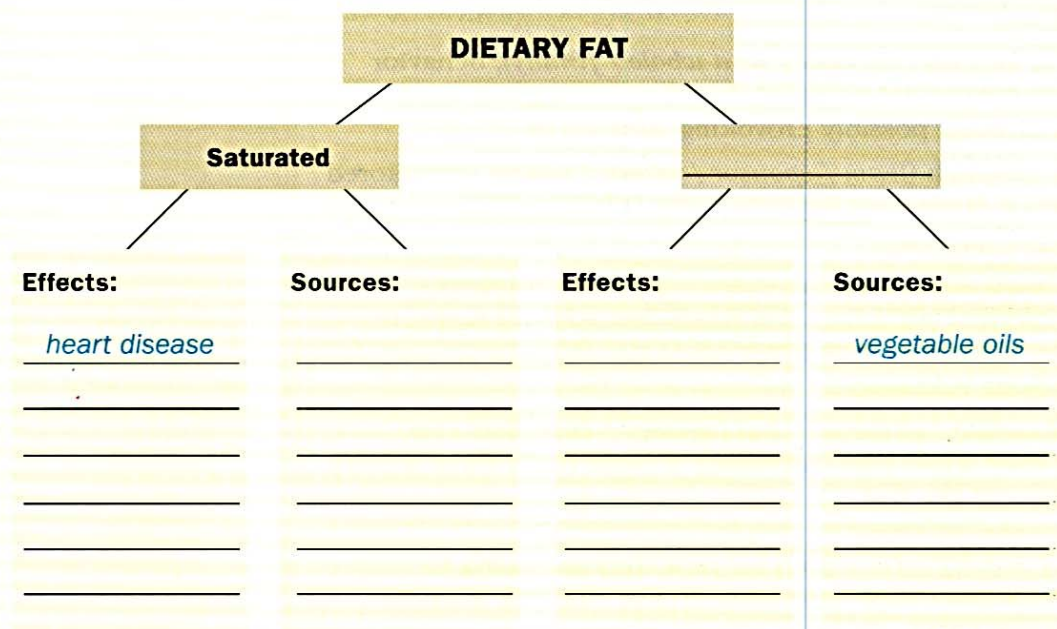 DIETARY FAT
Saturated
Effects:
heart disease
Sources:
Effects:
Sources:
vegetable oils